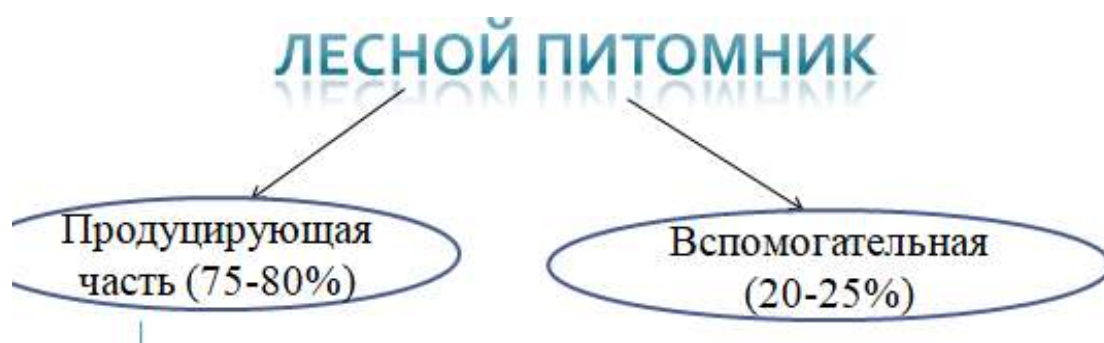 ЛЕСНОЙ ПИТОМНИК
Продуцирующая
часть (75-80%)
Вспомогательная
(20-25%)